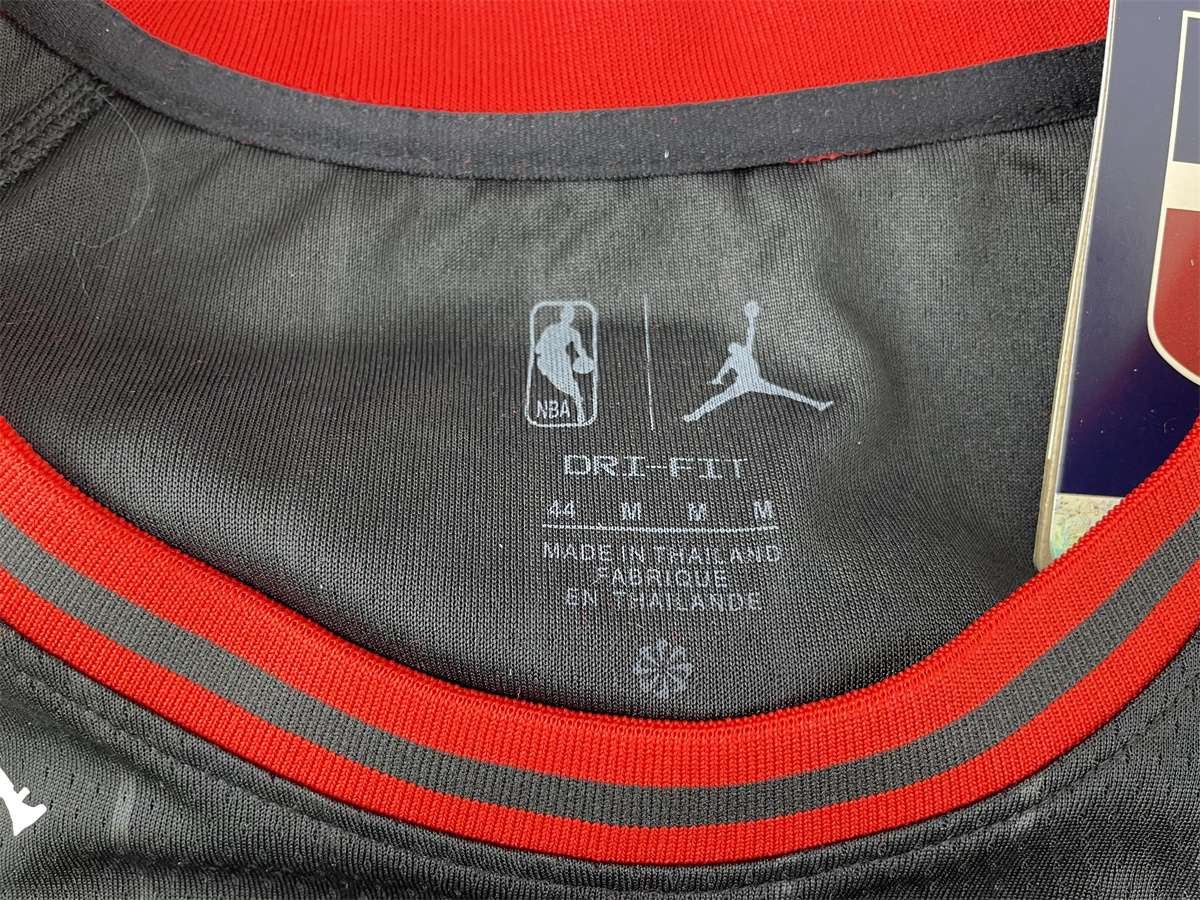 NBA
DRI-FIT
44 M M M
MADE IN THAILAND
FABRIQUE
EN THAILANDE